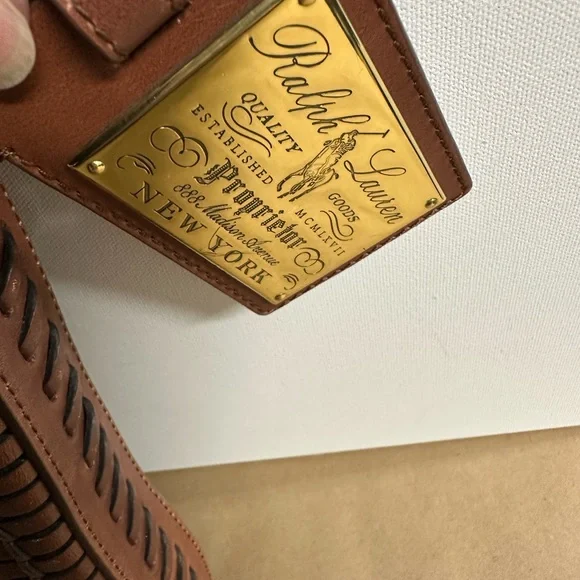 Ralph Lauren
QUALITY GOODS
ESTABLISHED MCMLXVII
Proprietor
888 Madison Avenue
NEW YORK